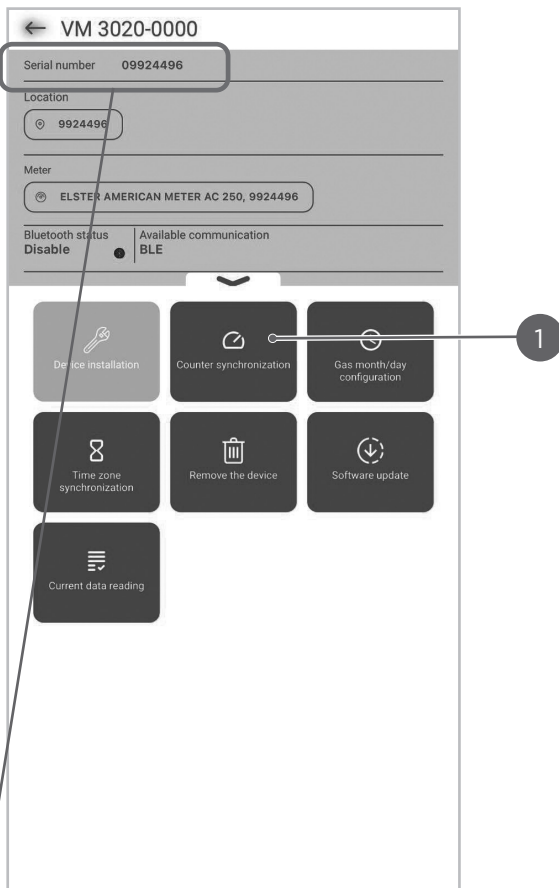 VM 3020-0000
Serial number 09924496
Location
9924496
Meter
ELSTER AMERICAN METER AC 250, 9924496
Bluetooth status Available communication
Disable BLE
Device installation
Counter synchronization
1
Gas month/day
configuration
Time zone
synchronization
Remove the device
Software update
Current data reading